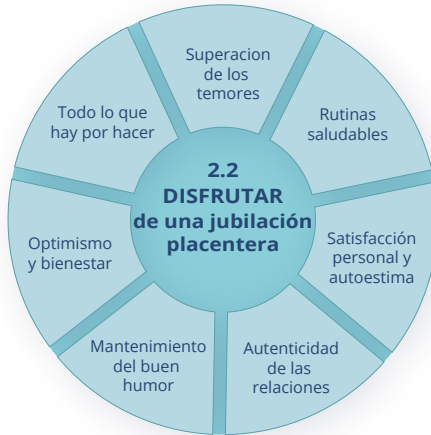 Superacion
de los
temores
Todo lo que
hay por hacer
Rutinas
saludables
2.2
DISFRUTAR
de una jubilación
placentera
Optimismo
y bienestar
Satisfacción
personal y
autoestima
Mantenimiento
del buen
humor
Autenticidad
de las
relaciones